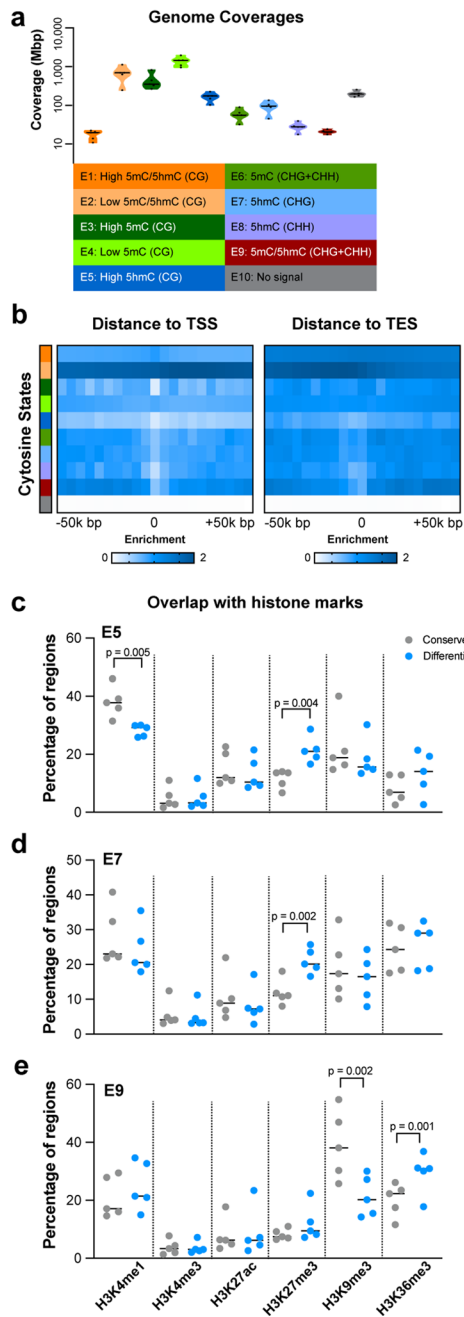 a
Genome Coverages
Coverage (Mbp)
10,000
1,000
100
10
E1: High 5mC/5hmC (CG)
E6: 5mC (CHG+CHH)
E2: Low 5mC/5hmC (CG)
E7: 5hmC (CHG)
E3: High 5mC (CG)
E8: 5hmC (CHH)
E4: Low 5mC (CG)
E9: 5mC/5hmC (CHG+CHH)
E5: High 5hmC (CG)
E10: No signal
b
Distance to TSS
Distance to TES
Cytosine States
-50k bp 0 +50k bp
-50k bp 0 +50k bp
Enrichment
Enrichment
0 2
0 2
c
Overlap with histone marks
E5
Percentage of regions
60
40
20
0
p = 0.005
p = 0.004
Conserve
Differenti
d
E7
Percentage of regions
50
40
30
20
10
0
p = 0.002
e
E9
Percentage of regions
60
40
20
0
p = 0.002
p = 0.001
H3K4me1
H3K4me3
H3K27ac
H3K27me3
H3K9me3
H3K36me3